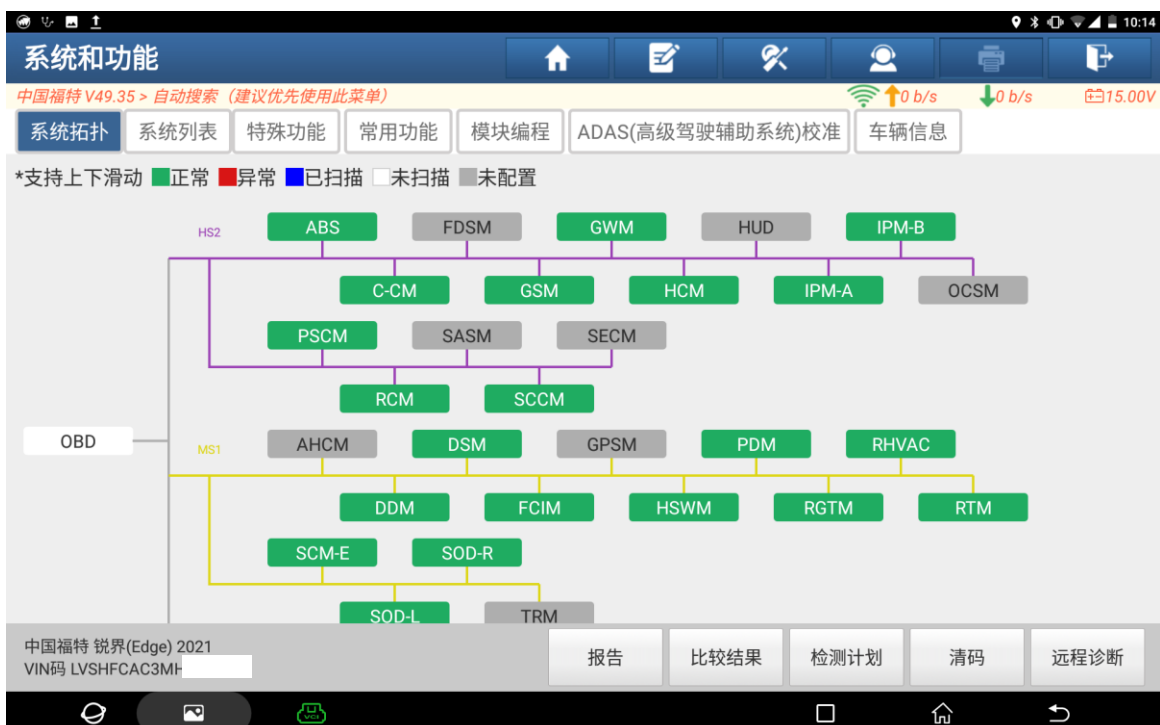 10:14
系统和功能
中国福特 V49.35 > 自动搜索（建议优先使用此菜单） 0 b/s 0 b/s 15.00V
系统拓扑 系统列表 特殊功能 常用功能 模块编程 ADAS(高级驾驶辅助系统)校准 车辆信息
*支持上下滑动 正常 异常 已扫描 未扫描 未配置
HS2 ABS FDSM GWM HUD IPM-B
C-CM GSM HCM IPM-A OCSM
PSCM SASM SECM
RCM SCCM
OBD MS1 AHCM DSM GPSM PDM RHVAC
DDM FCIM HSWM RGTM RTM
SCM-E SOD-R
SOD-L TRM
中国福特 锐界(Edge) 2021
VIN码 LVSHFCAC3MH
报告 比较结果 检测计划 清码 远程诊断
VCI